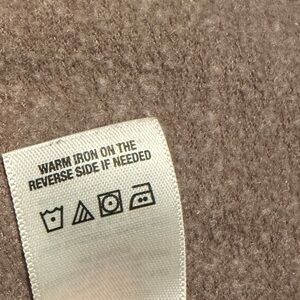 WARM IRON ON THE
REVERSE SIDE IF NEEDED